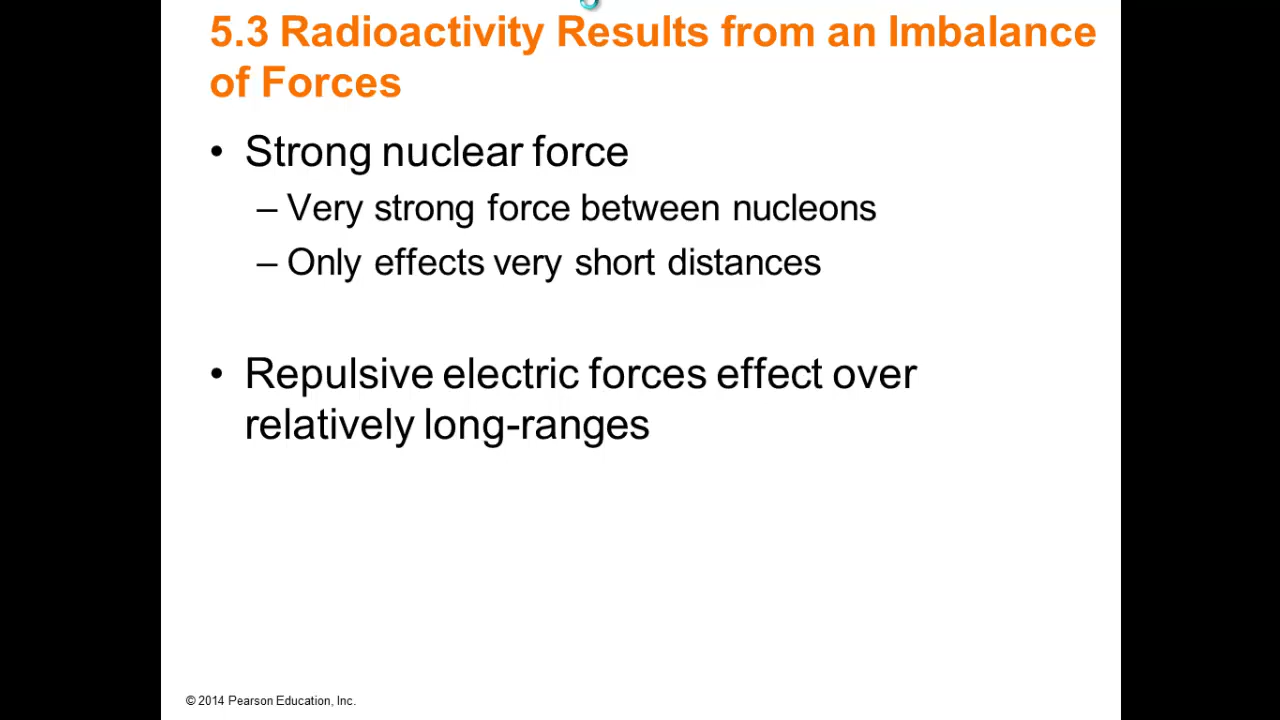 5.3 Radioactivity Results from an Imbalance
of Forces
• Strong nuclear force
– Very strong force between nucleons
– Only effects very short distances
• Repulsive electric forces effect over
relatively long-ranges
© 2014 Pearson Education, Inc.